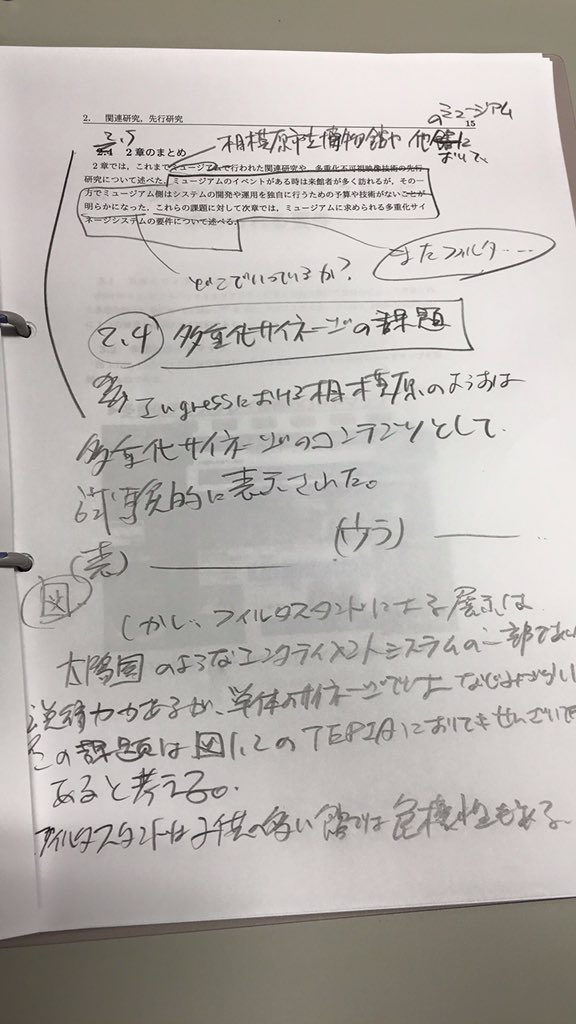 2. 関連研究，先行研究
15
のミュージアム
2.5
2.4 2章のまとめ
相模原市立博物館や他館に
おいて、
2章では，これまでミュージアムで行われた関連研究や，多重化不可視映像技術の先行
研究について述べた．ミュージアムのイベントがある時は来館者が多く訪れるが，その一
方でミュージアム側はシステムの開発や運用を独自に行うための予算や技術がないことが
明らかになった．これらの課題に対して次章では，ミュージアムに求められる多重化サイ
ネージシステムの要件について述べる．
またフィルタ……
どこでいっているか?
2.4 多重化サイネージの課題
Ingressにおける相模原のようすは
多重化サイネージのコンテンツとして
試験的に表示された。
(表) (ウラ)
図
しかし、フィルタスタンドによる展示は
太陽国のようなエンタテイメントシステムの一部であれば
力があるが、単体のサイネージでは
この課題は図1,2のTEPIAにおいて
あると考える。
フィルタスタンドは子供の多い館では危険性もある。